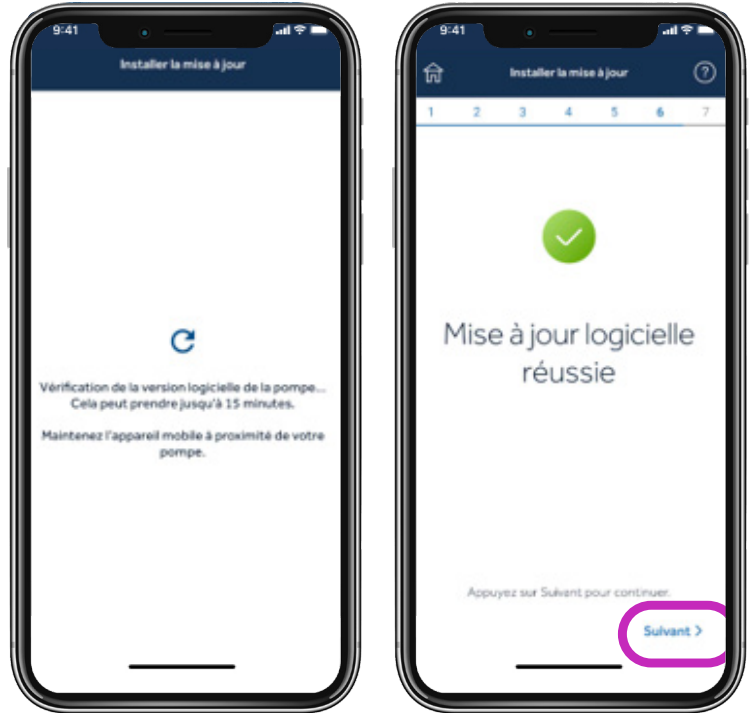 9:41
Installer la mise à jour
Vérification de la version logicielle de la pompe...
Cela peut prendre jusqu'à 15 minutes.
Maintenez l'appareil mobile à proximité de votre
pompe.
9:41
Installer la mise à jour
?
1 2 3 4 5 6 7
Mise à jour logicielle
réussie
Appuyez sur Suivant pour continuer.
Suivant >